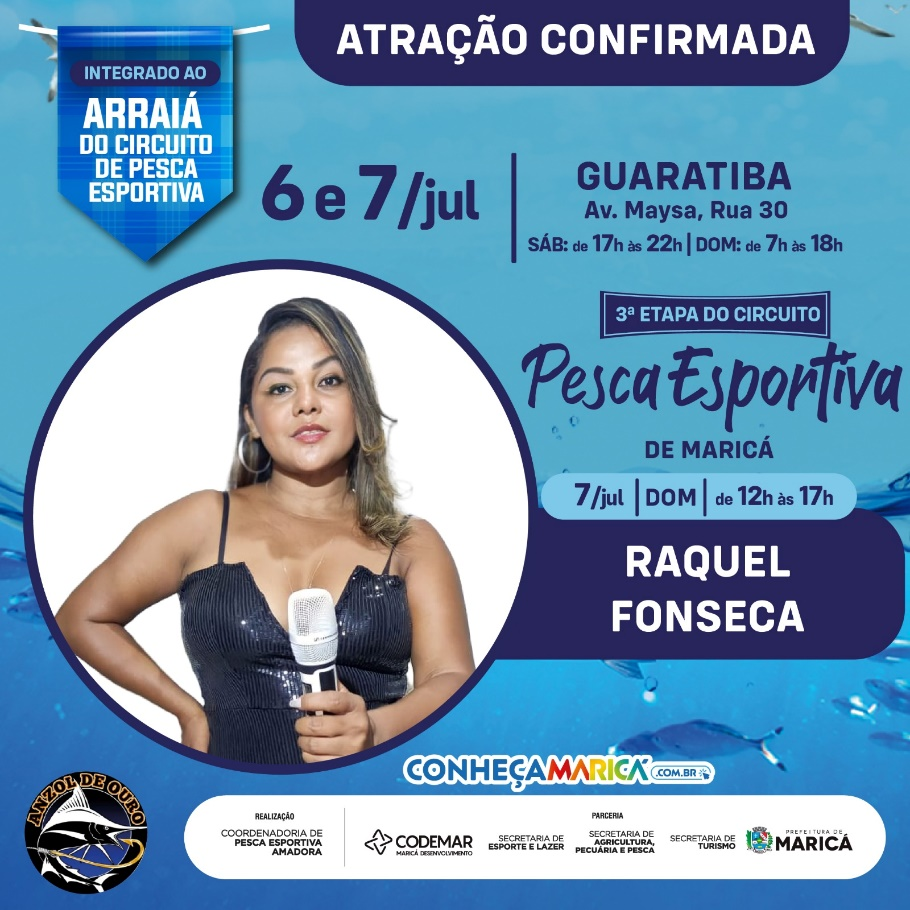 ATRAÇÃO CONFIRMADA
INTEGRADO AO
ARRAIÁ
DO CIRCUITO
DE PESCA
ESPORTIVA
6 e 7/jul
GUARATIBA
Av. Maysa, Rua 30
SÁB: de 17h às 22h | DOM: de 7h às 18h
3ª ETAPA DO CIRCUITO
Pesca Esportiva
DE MARICÁ
7/jul | DOM | de 12h às 17h
RAQUEL
FONSECA
CONHEÇAMARICÁ .COM.BR
ANZOL DE OURO
REALIZAÇÃO
COORDENADORIA DE
PESCA ESPORTIVA
AMADORA
PARCERIA
CODEMAR
MARICÁ DESENVOLVIMENTO
SECRETARIA DE
ESPORTE E LAZER
SECRETARIA DE
AGRICULTURA,
PECUÁRIA E PESCA
SECRETARIA DE
TURISMO
PREFEITURA DE
MARICÁ